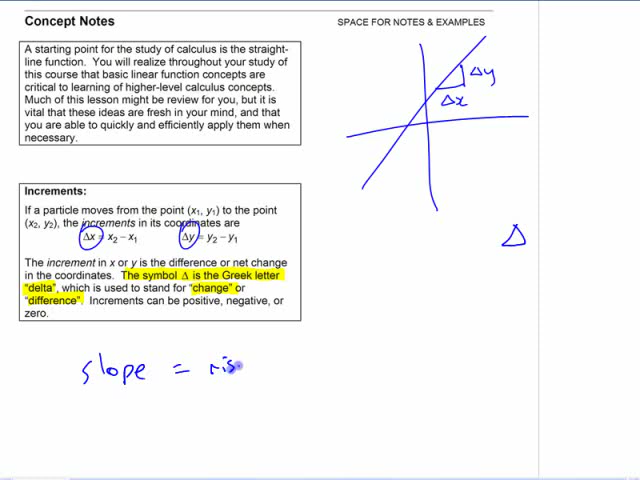 Concept Notes
SPACE FOR NOTES & EXAMPLES
A starting point for the study of calculus is the straight-
line function. You will realize throughout your study of
this course that basic linear function concepts are
critical to learning of higher-level calculus concepts.
Much of this lesson might be review for you, but it is
vital that these ideas are fresh in your mind, and that
you are able to quickly and efficiently apply them when
necessary.
Δy
Δx
Increments:
If a particle moves from the point (x₁, y₁) to the point
(x₂, y₂), the increments in its coordinates are
Δx = x₂ – x₁ Δy = y₂ – y₁
Δ
The increment in x or y is the difference or net change
in the coordinates. The symbol Δ is the Greek letter
“delta”, which is used to stand for “change” or
“difference”. Increments can be positive, negative, or
zero.
slope = ris